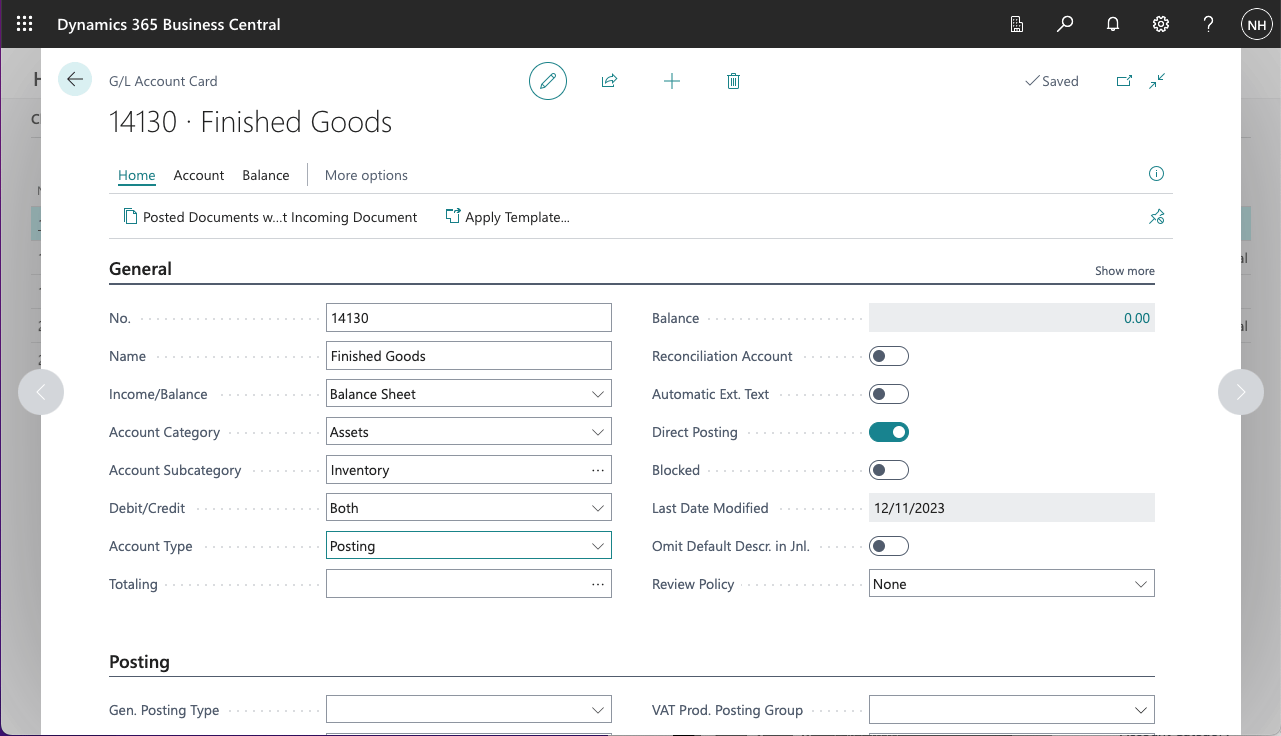 Dynamics 365 Business Central
NH
G/L Account Card
Saved
14130 · Finished Goods
Home Account Balance More options
Posted Documents w...t Incoming Document Apply Template...
General
Show more
No. 14130
Balance 0.00
Name Finished Goods
Reconciliation Account
Income/Balance Balance Sheet
Automatic Ext. Text
Account Category Assets
Direct Posting
Account Subcategory Inventory
Blocked
Debit/Credit Both
Last Date Modified 12/11/2023
Account Type Posting
Omit Default Descr. in Jnl.
Totaling
Review Policy None
Posting
Gen. Posting Type
VAT Prod. Posting Group